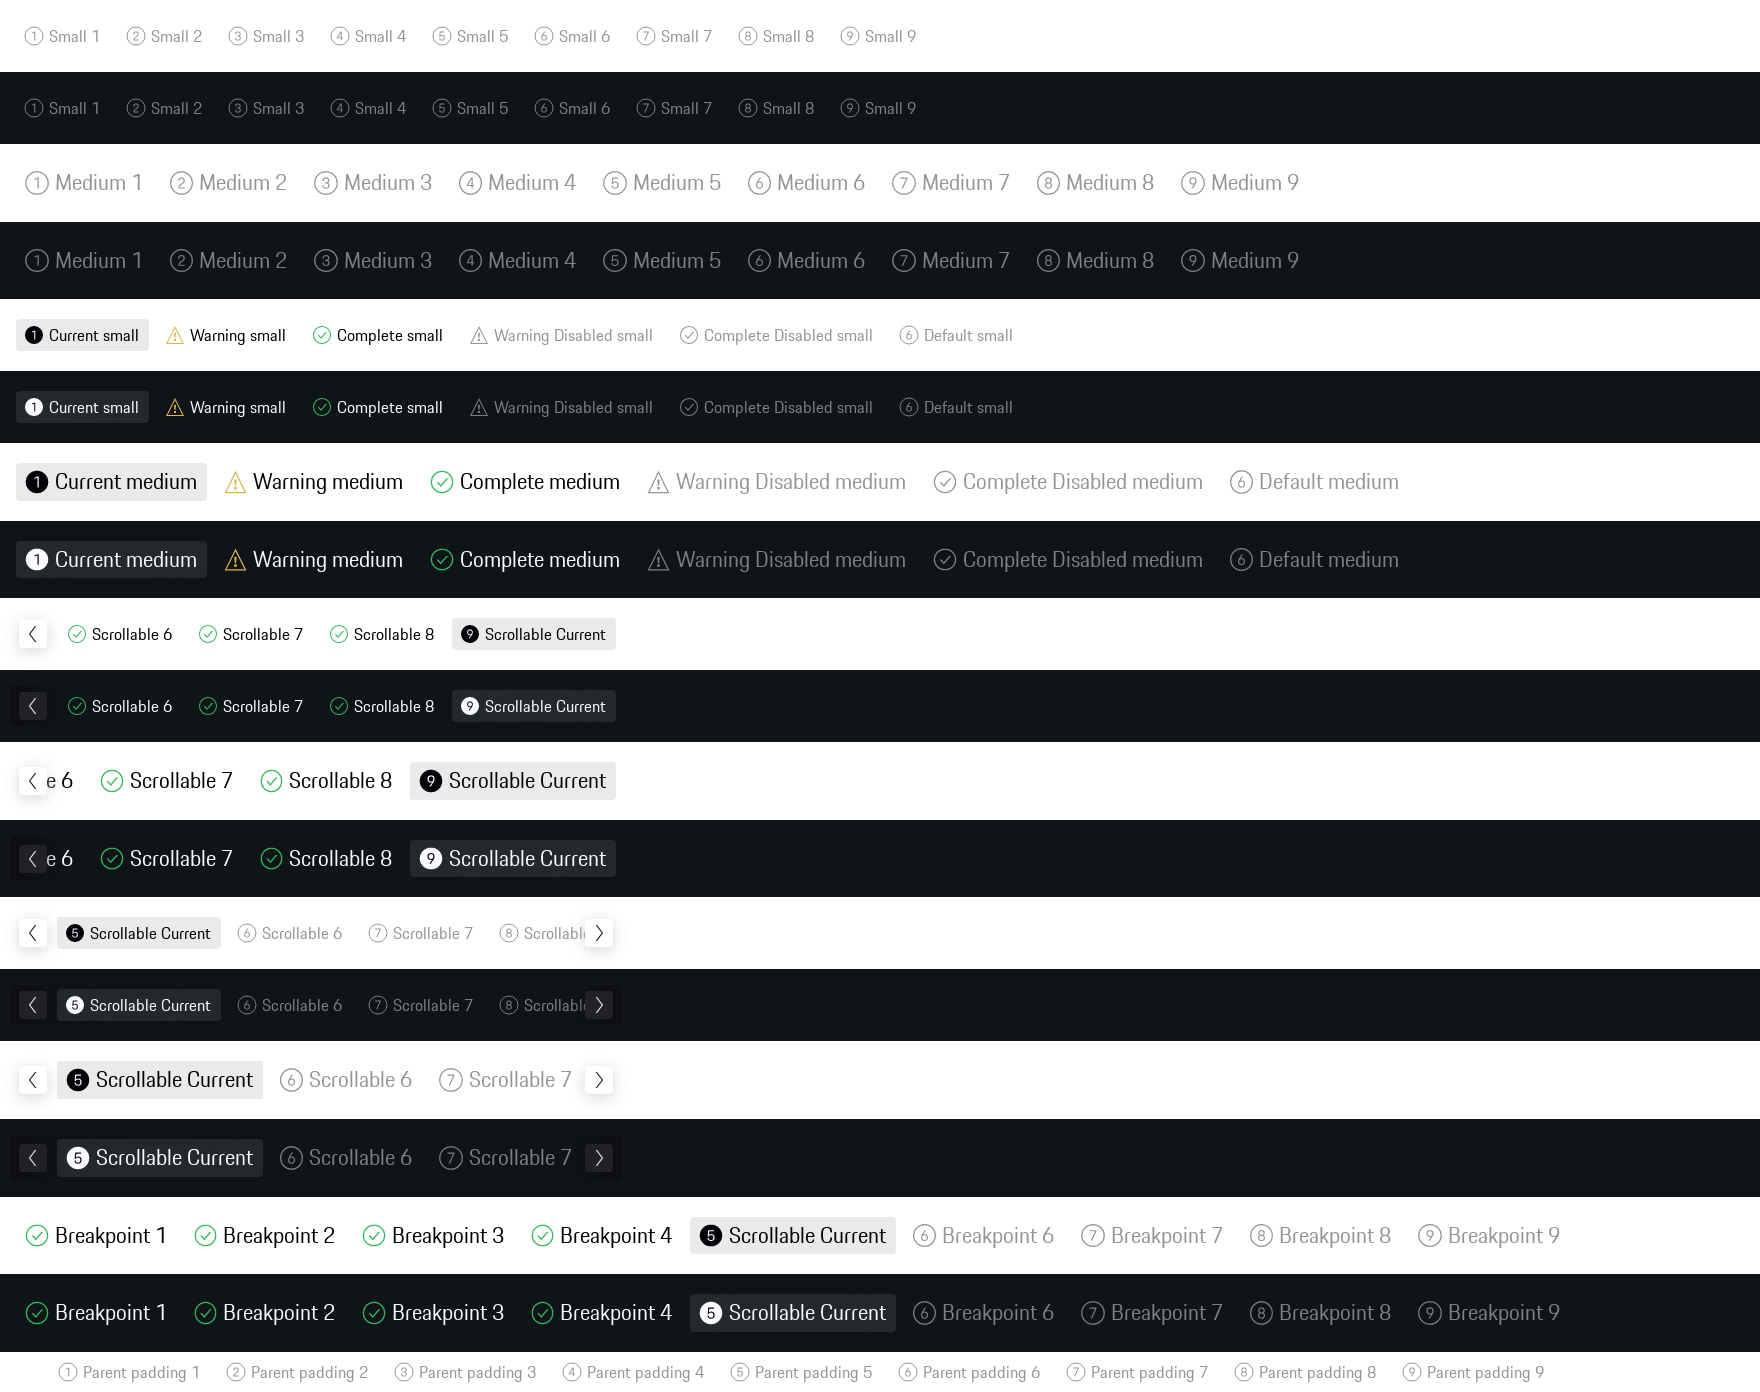 1 Small 1 2 Small 2 3 Small 3 4 Small 4 5 Small 5 6 Small 6 7 Small 7 8 Small 8 9 Small 9
1 Small 1 2 Small 2 3 Small 3 4 Small 4 5 Small 5 6 Small 6 7 Small 7 8 Small 8 9 Small 9
1 Medium 1 2 Medium 2 3 Medium 3 4 Medium 4 5 Medium 5 6 Medium 6 7 Medium 7 8 Medium 8 9 Medium 9
1 Medium 1 2 Medium 2 3 Medium 3 4 Medium 4 5 Medium 5 6 Medium 6 7 Medium 7 8 Medium 8 9 Medium 9
1 Current small Warning small Complete small Warning Disabled small Complete Disabled small 6 Default small
1 Current small Warning small Complete small Warning Disabled small Complete Disabled small 6 Default small
1 Current medium Warning medium Complete medium Warning Disabled medium Complete Disabled medium 6 Default medium
1 Current medium Warning medium Complete medium Warning Disabled medium Complete Disabled medium 6 Default medium
Scrollable 6 Scrollable 7 Scrollable 8 9 Scrollable Current
Scrollable 6 Scrollable 7 Scrollable 8 9 Scrollable Current
e 6 Scrollable 7 Scrollable 8 9 Scrollable Current
e 6 Scrollable 7 Scrollable 8 9 Scrollable Current
5 Scrollable Current 6 Scrollable 6 7 Scrollable 7 8 Scrollabl
5 Scrollable Current 6 Scrollable 6 7 Scrollable 7 8 Scrollabl
5 Scrollable Current 6 Scrollable 6 7 Scrollable 7
5 Scrollable Current 6 Scrollable 6 7 Scrollable 7
Breakpoint 1 Breakpoint 2 Breakpoint 3 Breakpoint 4 5 Scrollable Current 6 Breakpoint 6 7 Breakpoint 7 8 Breakpoint 8 9 Breakpoint 9
Breakpoint 1 Breakpoint 2 Breakpoint 3 Breakpoint 4 5 Scrollable Current 6 Breakpoint 6 7 Breakpoint 7 8 Breakpoint 8 9 Breakpoint 9
1 Parent padding 1 2 Parent padding 2 3 Parent padding 3 4 Parent padding 4 5 Parent padding 5 6 Parent padding 6 7 Parent padding 7 8 Parent padding 8 9 Parent padding 9